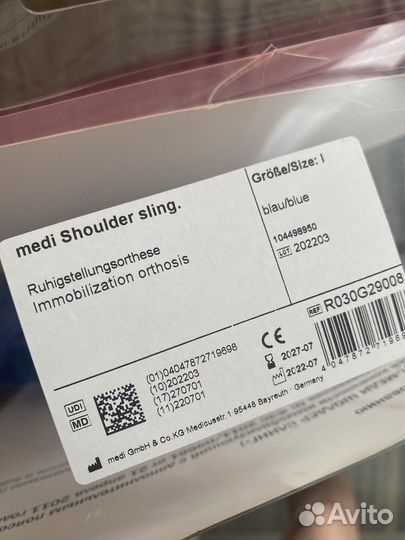 medi Shoulder sling.
Größe/Size: I
Ruhigstellungsorthese
Immobilization orthosis
blau/blue
104498950
LOT 202203
REF R030G29008
(01)04047872719698
(10)202203
(17)270701
(11)220701
UDI
MD
CE
2027-07
2022-07
medi GmbH & Co.KG·Medicusstr.1·95448 Bayreuth · Germany
апреля 2011
Avito